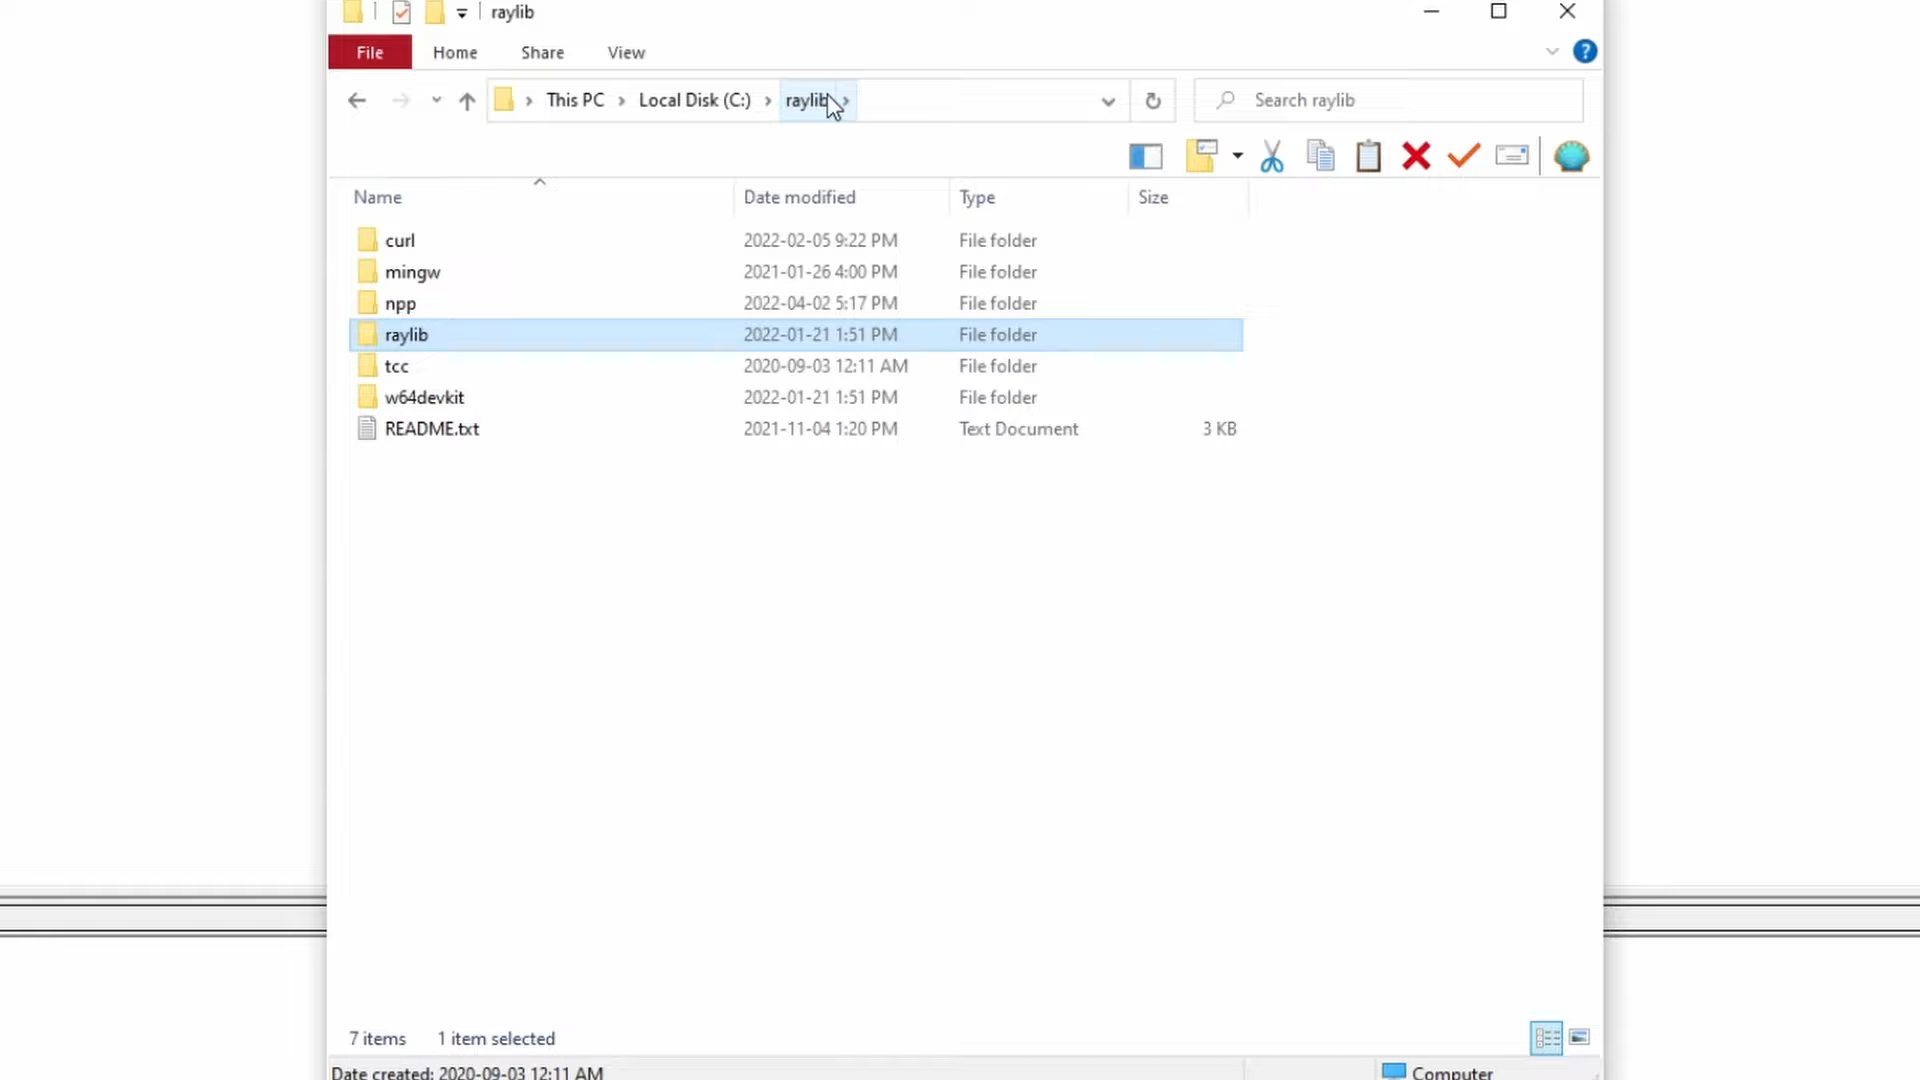 raylib
File Home Share View
This PC Local Disk (C:) raylib Search raylib
Name Date modified Type Size
curl 2022-02-05 9:22 PM File folder
mingw 2021-01-26 4:00 PM File folder
npp 2022-04-02 5:17 PM File folder
raylib 2022-01-21 1:51 PM File folder
tcc 2020-09-03 12:11 AM File folder
w64devkit 2022-01-21 1:51 PM File folder
README.txt 2021-11-04 1:20 PM Text Document 3 KB
7 items 1 item selected
Date created: 2020-09-03 12:11 AM Computer